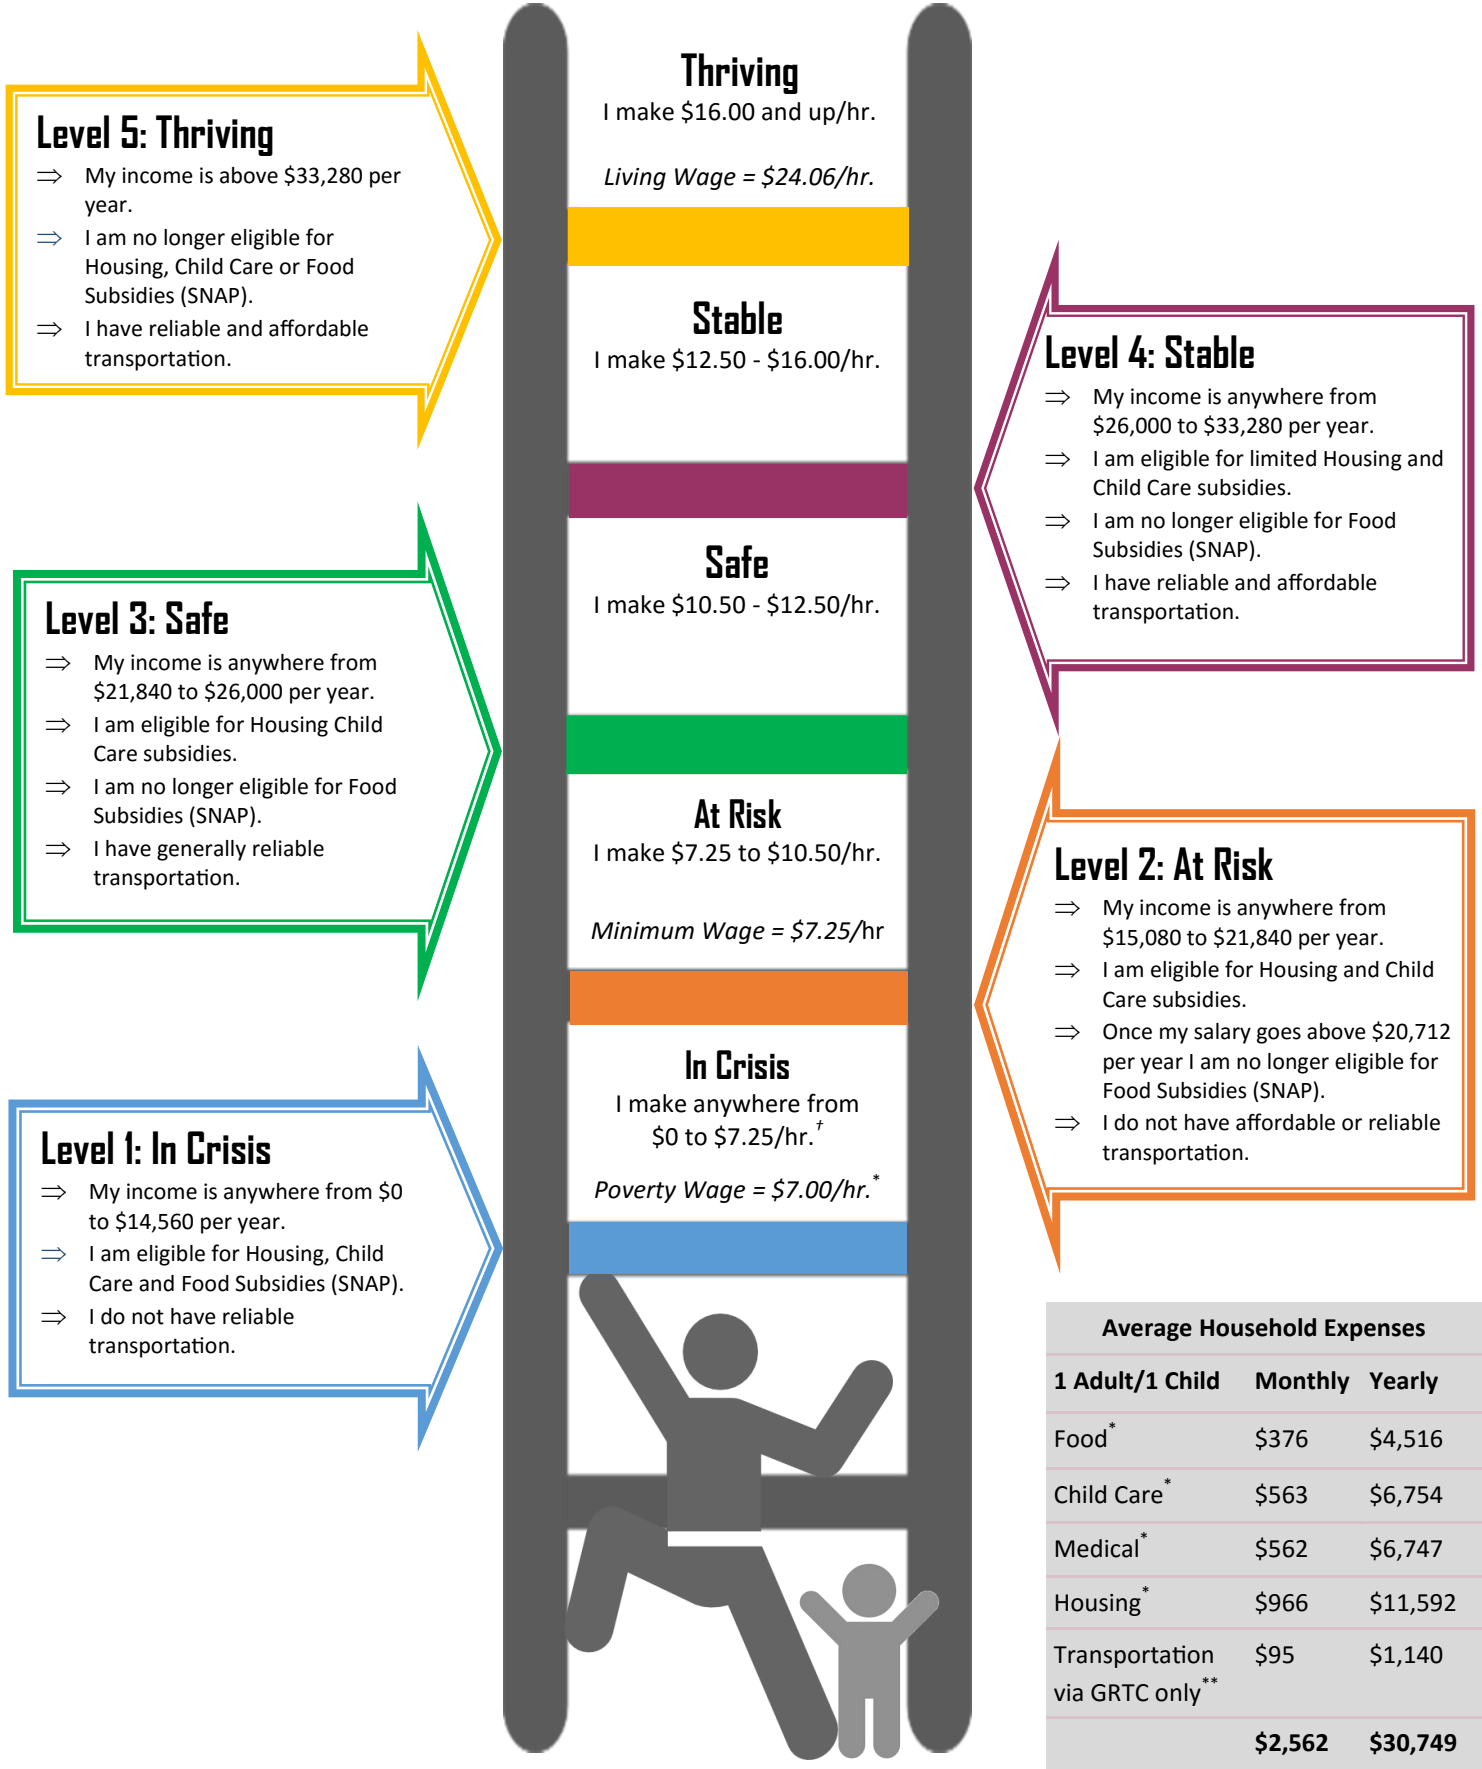 Thriving
I make $16.00 and up/hr.
Living Wage = $24.06/hr.
Level 5: Thriving
⇒ My income is above $33,280 per
year.
⇒ I am no longer eligible for
Housing, Child Care or Food
Subsidies (SNAP).
⇒ I have reliable and affordable
transportation.
Stable
I make $12.50 - $16.00/hr.
Level 4: Stable
⇒ My income is anywhere from
$26,000 to $33,280 per year.
⇒ I am eligible for limited Housing and
Child Care subsidies.
⇒ I am no longer eligible for Food
Subsidies (SNAP).
⇒ I have reliable and affordable
transportation.
Safe
I make $10.50 - $12.50/hr.
Level 3: Safe
⇒ My income is anywhere from
$21,840 to $26,000 per year.
⇒ I am eligible for Housing Child
Care subsidies.
⇒ I am no longer eligible for Food
Subsidies (SNAP).
⇒ I have generally reliable
transportation.
At Risk
I make $7.25 to $10.50/hr.
Minimum Wage = $7.25/hr
Level 2: At Risk
⇒ My income is anywhere from
$15,080 to $21,840 per year.
⇒ I am eligible for Housing and Child
Care subsidies.
⇒ Once my salary goes above $20,712
per year I am no longer eligible for
Food Subsidies (SNAP).
⇒ I do not have affordable or reliable
transportation.
In Crisis
I make anywhere from
$0 to $7.25/hr.†
Poverty Wage = $7.00/hr.*
Level 1: In Crisis
⇒ My income is anywhere from $0
to $14,560 per year.
⇒ I am eligible for Housing, Child
Care and Food Subsidies (SNAP).
⇒ I do not have reliable
transportation.
Average Household Expenses
1 Adult/1 Child Monthly Yearly
Food* $376 $4,516
Child Care* $563 $6,754
Medical* $562 $6,747
Housing* $966 $11,592
Transportation $95 $1,140
via GRTC only**
$2,562 $30,749